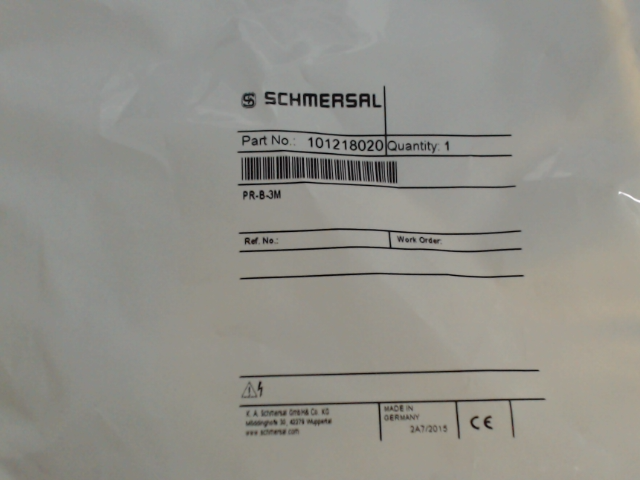 SCHMERSAL
Part No.: 101218020 Quantity: 1
PR-B-3M
Ref. No.: Work Order:
K. A. Schmersal GmbH & Co. KG
Möddinghofe 30, 42279 Wuppertal
www.schmersal.com
MADE IN
GERMANY
2A7/2015
CE